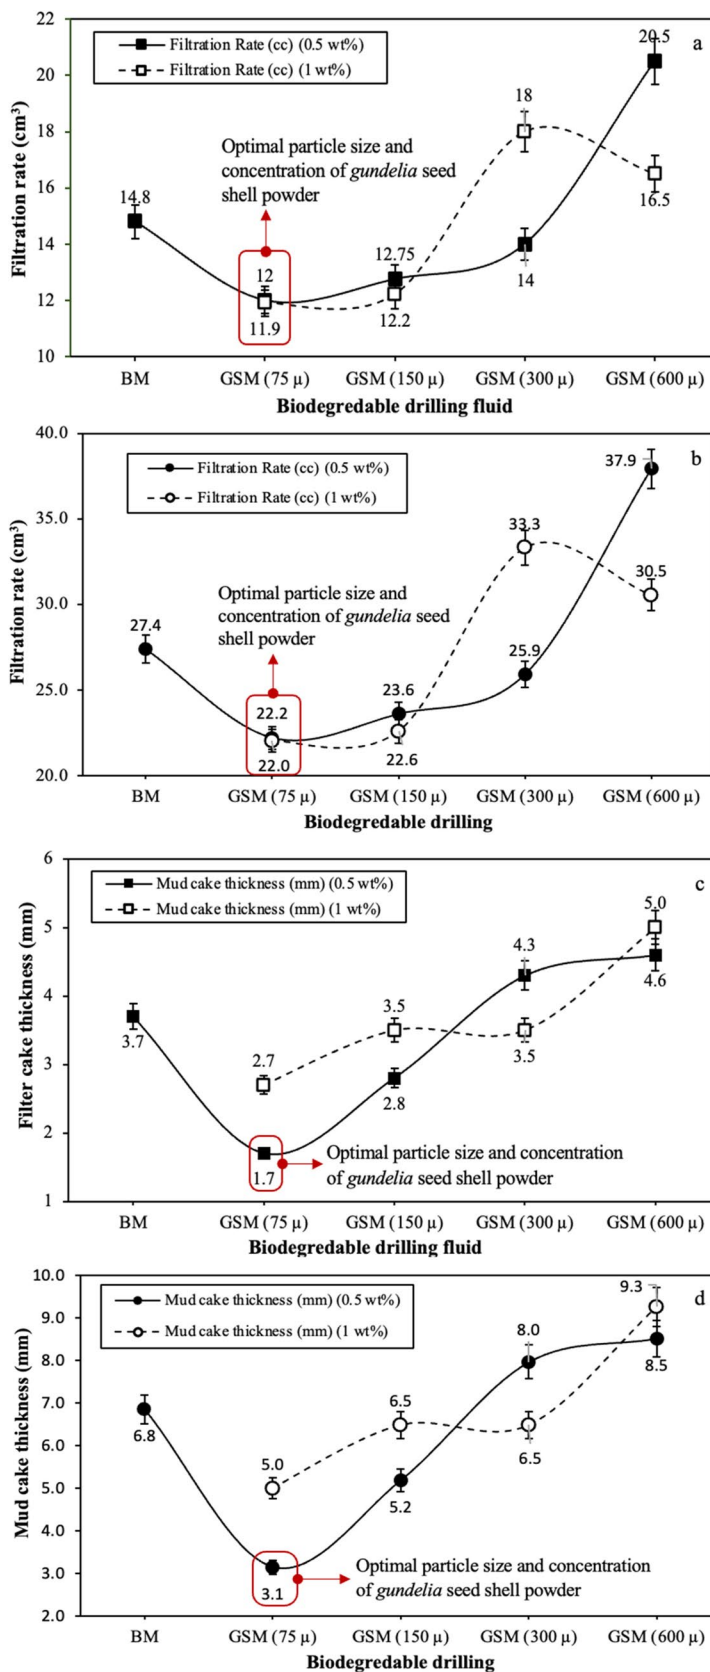 22
20
18
16
14
12
10
Filtration rate (cm³)
Filtration Rate (cc) (0.5 wt%)
Filtration Rate (cc) (1 wt%)
a
20.5
18
16.5
14.8
Optimal particle size and
concentration of gundelia seed
shell powder
12
11.9
12.75
12.2
14
BM
GSM (75 µ)
GSM (150 µ)
GSM (300 µ)
GSM (600 µ)
Biodegredable drilling fluid
40.0
35.0
30.0
25.0
20.0
Filtration rate (cm³)
Filtration Rate (cc) (0.5 wt%)
Filtration Rate (cc) (1 wt%)
b
37.9
33.3
30.5
27.4
Optimal particle size and
concentration of gundelia seed
shell powder
22.2
22.0
23.6
22.6
25.9
BM
GSM (75 µ)
GSM (150 µ)
GSM (300 µ)
GSM (600 µ)
Biodegredable drilling
6
5
4
3
2
1
Filter cake thickness (mm)
Mud cake thickness (mm) (0.5 wt%)
Mud cake thickness (mm) (1 wt%)
c
5.0
4.6
4.3
3.5
3.7
2.7
3.5
2.8
1.7
Optimal particle size and concentration
of gundelia seed shell powder
BM
GSM (75 µ)
GSM (150 µ)
GSM (300 µ)
GSM (600 µ)
Biodegredable drilling fluid
10.0
9.0
8.0
7.0
6.0
5.0
4.0
3.0
2.0
Mud cake thickness (mm)
Mud cake thickness (mm) (0.5 wt%)
Mud cake thickness (mm) (1 wt%)
d
9.3
8.5
8.0
6.5
6.8
5.0
6.5
5.2
3.1
Optimal particle size and concentration
of gundelia seed shell powder
BM
GSM (75 µ)
GSM (150 µ)
GSM (300 µ)
GSM (600 µ)
Biodegredable drilling